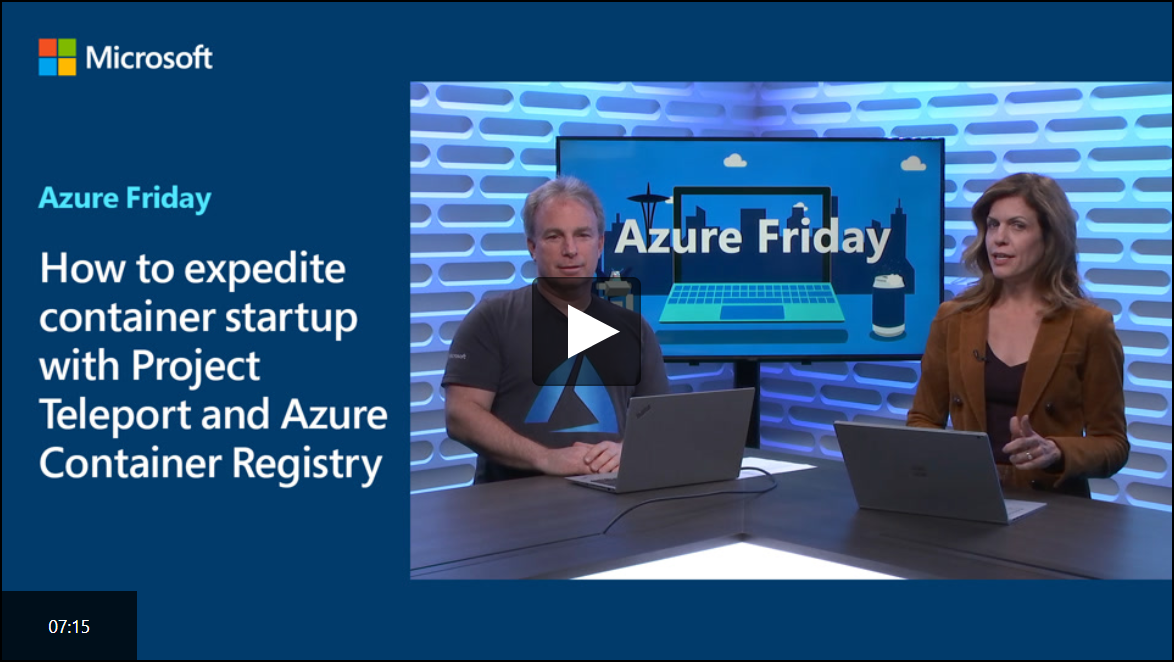 Microsoft
Azure Friday
How to expedite
container startup
with Project
Teleport and Azure
Container Registry
Azure Friday
07:15